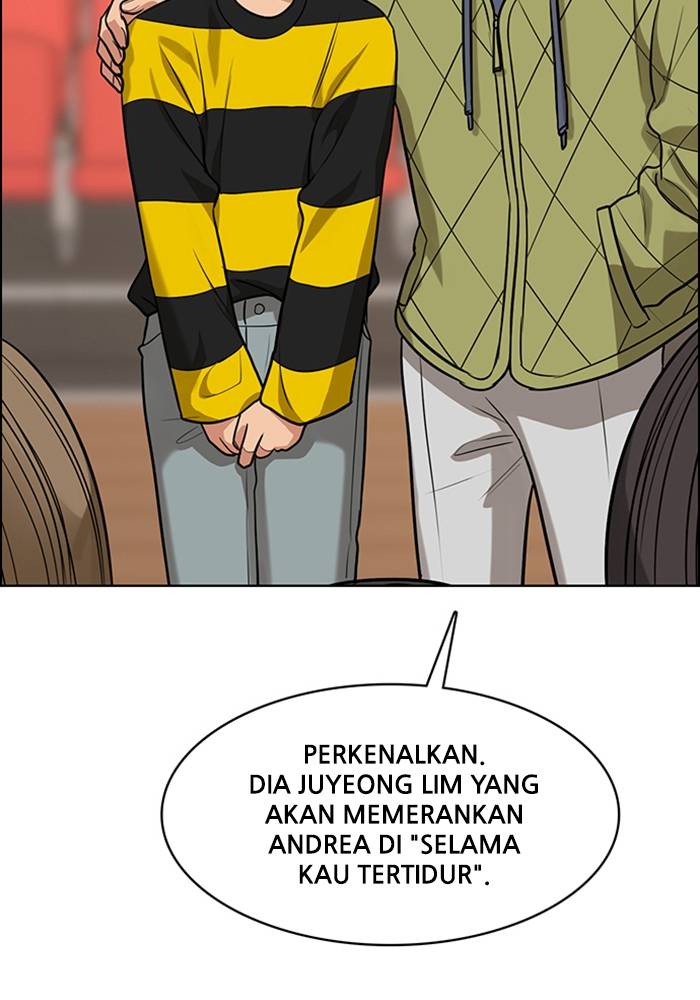 PERKENALKAN.
DIA JUYEONG LIM YANG
AKAN MEMERANKAN
ANDREA DI "SELAMA
KAU TERTIDUR".